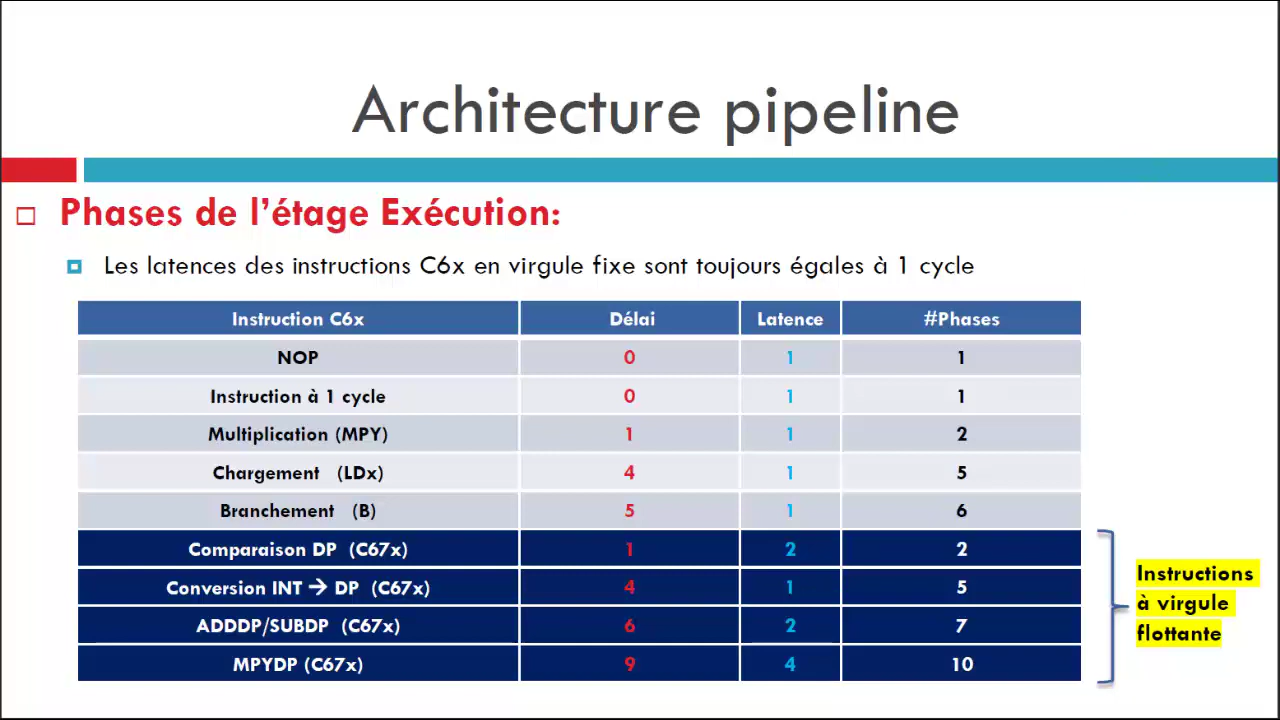 Architecture pipeline
Phases de l’étage Exécution:
Les latences des instructions C6x en virgule fixe sont toujours égales à 1 cycle
Instruction C6x Délai Latence #Phases
NOP 0 1 1
Instruction à 1 cycle 0 1 1
Multiplication (MPY) 1 1 2
Chargement (LDx) 4 1 5
Branchement (B) 5 1 6
Comparaison DP (C67x) 1 2 2
Conversion INT → DP (C67x) 4 1 5
ADDDP/SUBDP (C67x) 6 2 7
MPYDP (C67x) 9 4 10
Instructions
à virgule
flottante